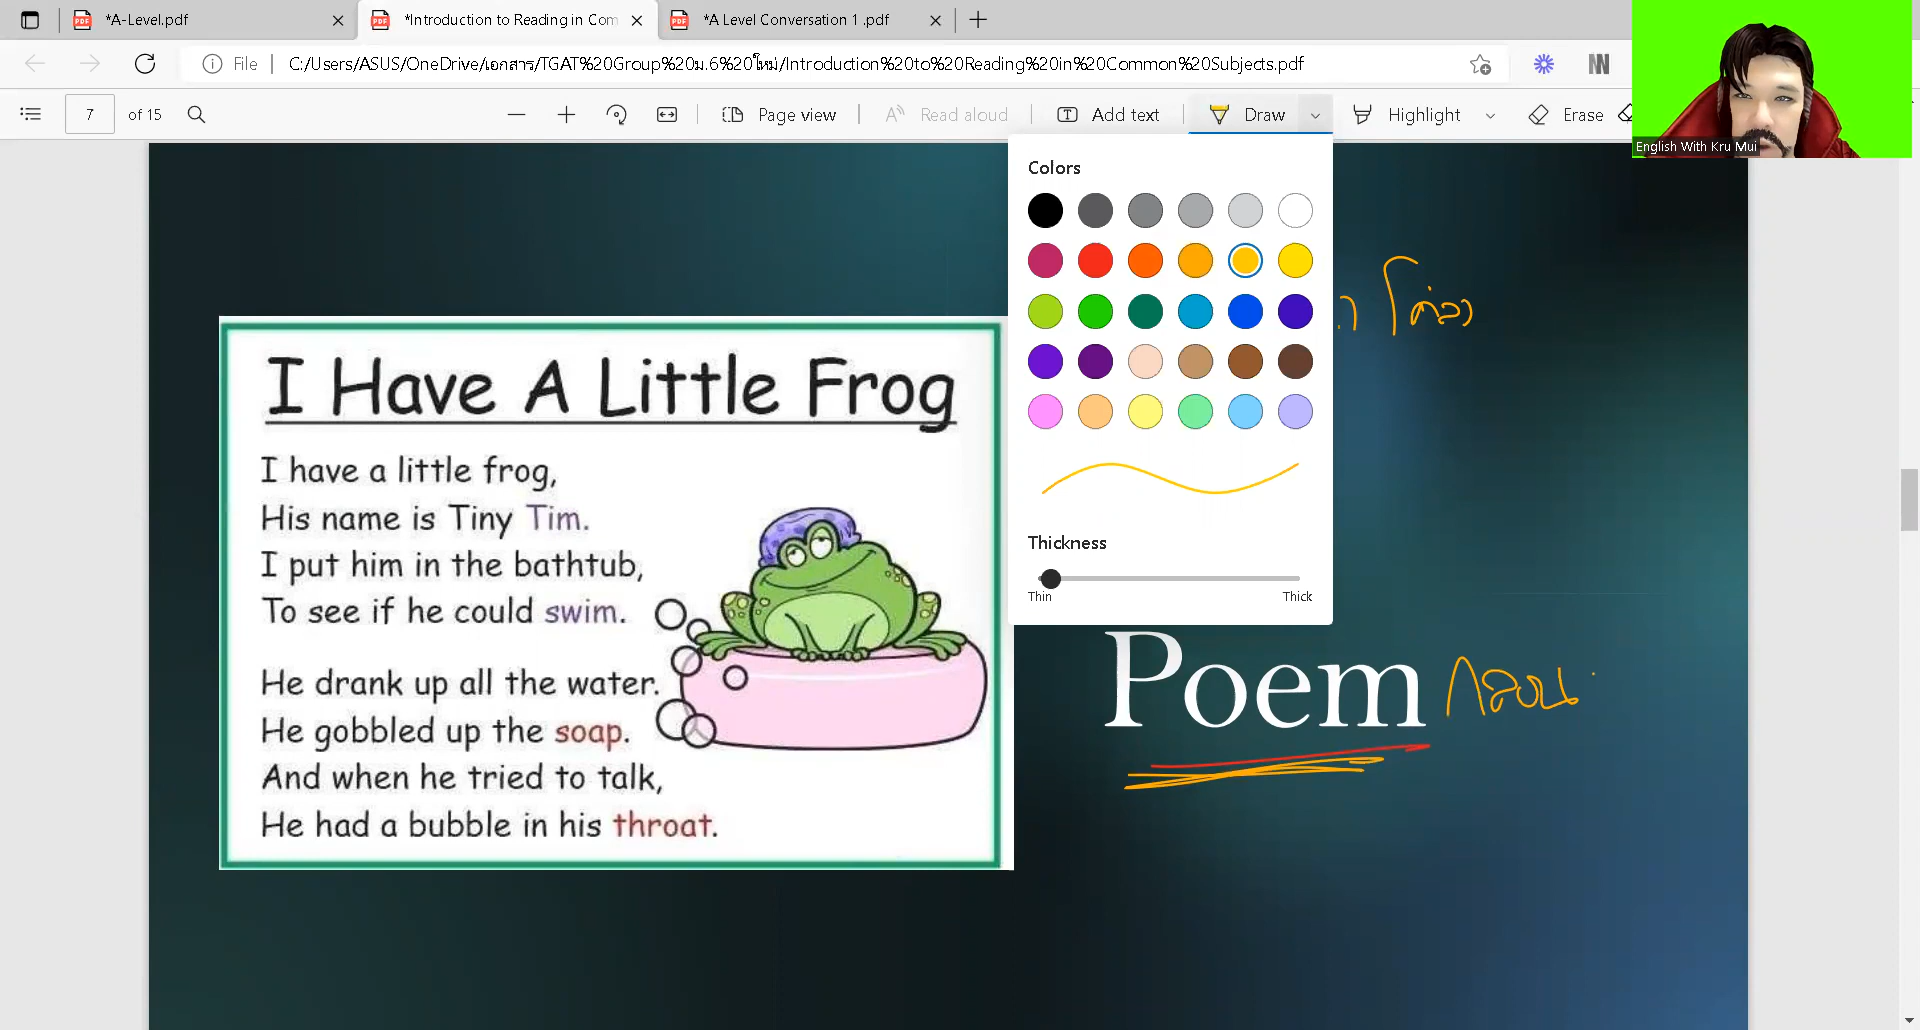 *A-Level.pdf
*Introduction to Reading in Com
*A Level Conversation 1 .pdf
File
C:/Users/ASUS/OneDrive/เอกสาร/TGAT%20Group%20ม.6%20ใหม่/Introduction%20to%20Reading%20in%20Common%20Subjects.pdf
7 of 15
Page view
Read aloud
Add text
Draw
Highlight
Erase
English With Kru Mui
Colors
Thickness
Thin
Thick
I Have A Little Frog
I have a little frog,
His name is Tiny Tim.
I put him in the bathtub,
To see if he could swim.
He drank up all the water.
He gobbled up the soap.
And when he tried to talk,
He had a bubble in his throat.
Poem
กลอน